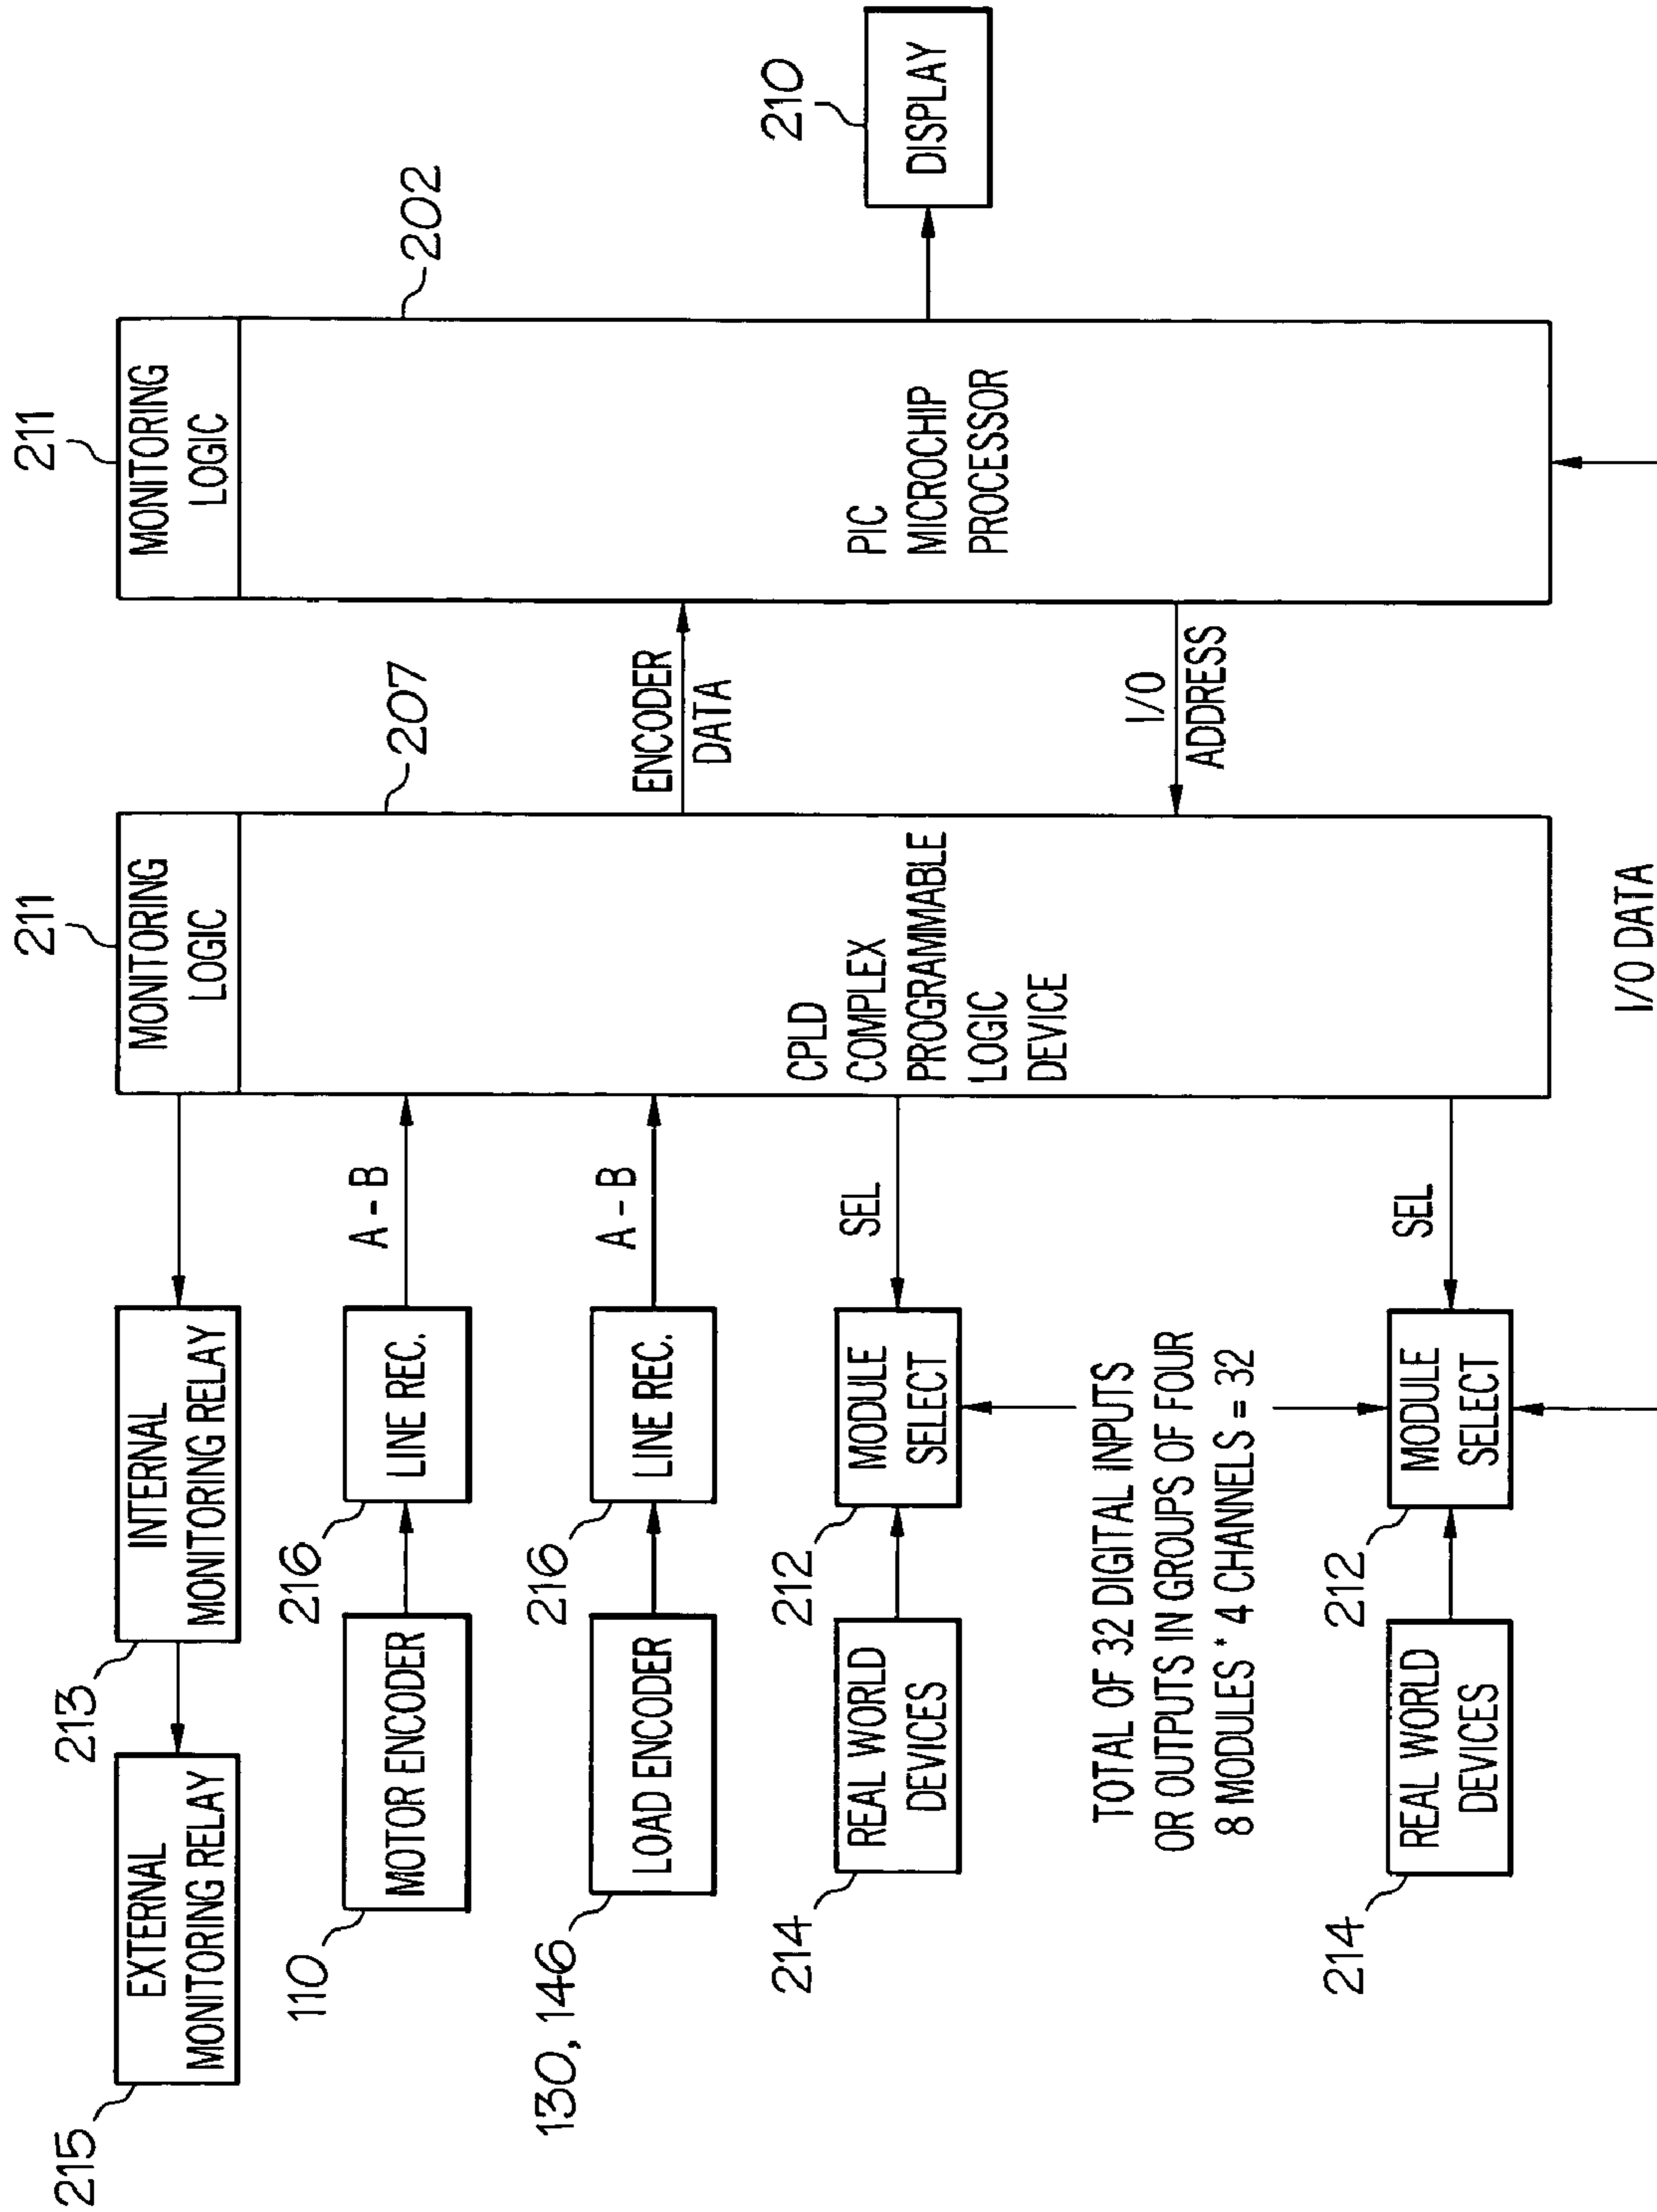 215
EXTERNAL
MONITORING RELAY
213
INTERNAL
MONITORING RELAY
211
MONITORING
LOGIC
211
MONITORING
LOGIC
110
MOTOR ENCODER
216
LINE REC.
A - B
207
202
130, 146
LOAD ENCODER
216
LINE REC.
A - B
ENCODER
DATA
210
DISPLAY
214
REAL WORLD
DEVICES
212
MODULE
SELECT
SEL
CPLD
COMPLEX
PROGRAMMABLE
LOGIC
DEVICE
PIC
MICROCHIP
PROCESSOR
I/O
ADDRESS
TOTAL OF 32 DIGITAL INPUTS
OR OUTPUTS IN GROUPS OF FOUR
8 MODULES * 4 CHANNELS = 32
214
REAL WORLD
DEVICES
212
MODULE
SELECT
SEL
I/O DATA